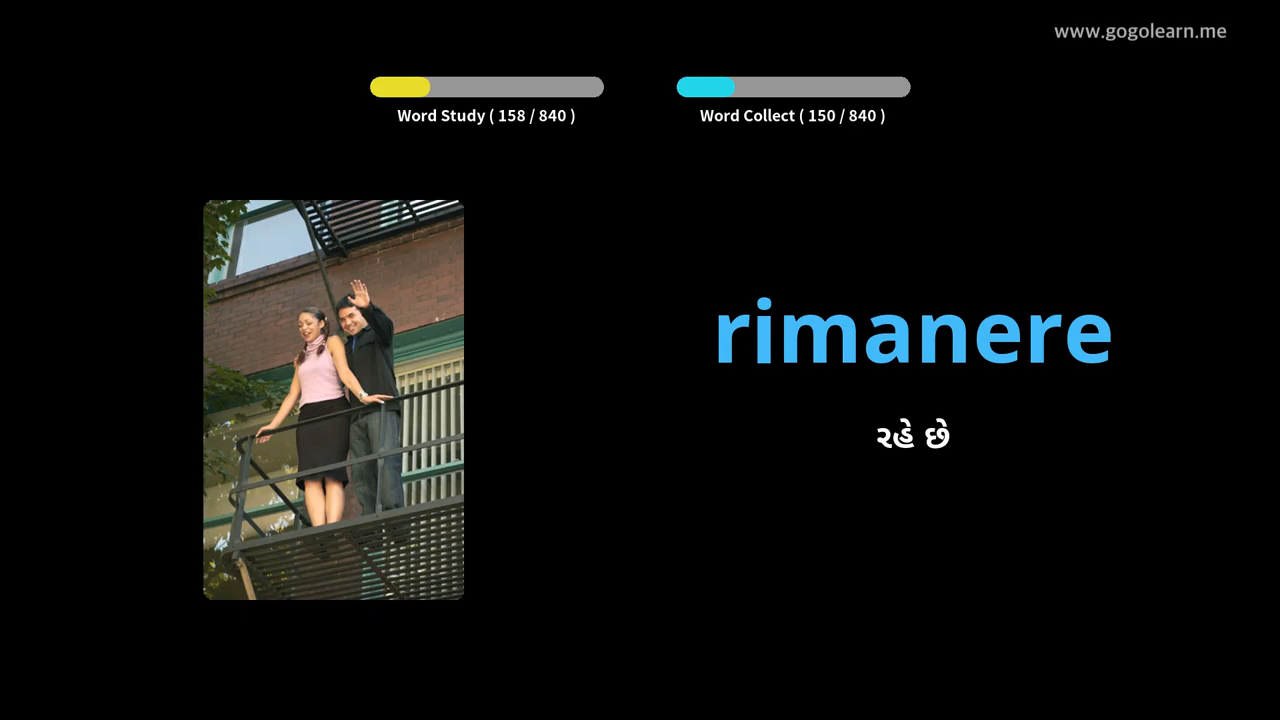 www.gogolearn.me
Word Study ( 158 / 840 )
Word Collect ( 150 / 840 )
rimanere
રહે છે